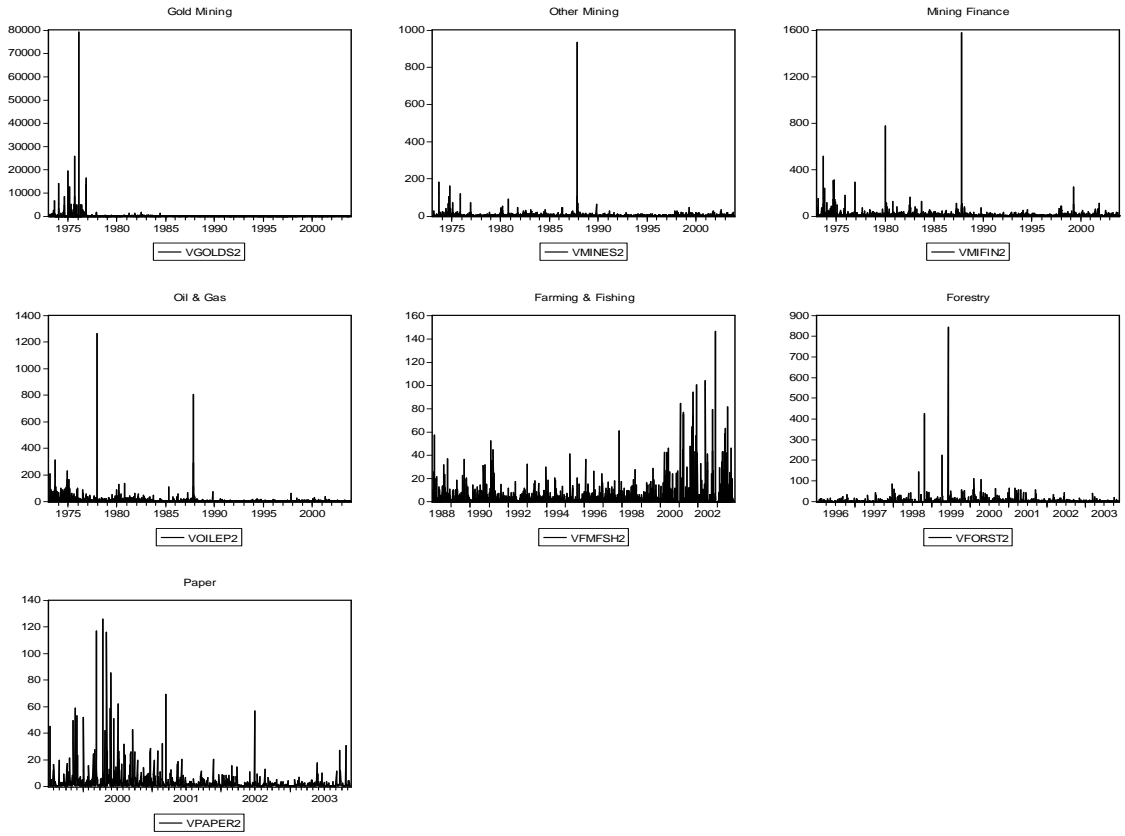 Gold Mining
80000
70000
60000
50000
40000
30000
20000
10000
0
1975 1980 1985 1990 1995 2000
VGOLDS2
Other Mining
1000
800
600
400
200
0
1975 1980 1985 1990 1995 2000
VMINES2
Mining Finance
1600
1200
800
400
0
1975 1980 1985 1990 1995 2000
VMIFIN2
Oil & Gas
1400
1200
1000
800
600
400
200
0
1975 1980 1985 1990 1995 2000
VOILEP2
Farming & Fishing
160
140
120
100
80
60
40
20
0
1988 1990 1992 1994 1996 1998 2000 2002
VFMFSH2
Forestry
900
800
700
600
500
400
300
200
100
0
1996 1997 1998 1999 2000 2001 2002 2003
VFORST2
Paper
140
120
100
80
60
40
20
0
2000 2001 2002 2003
VPAPER2